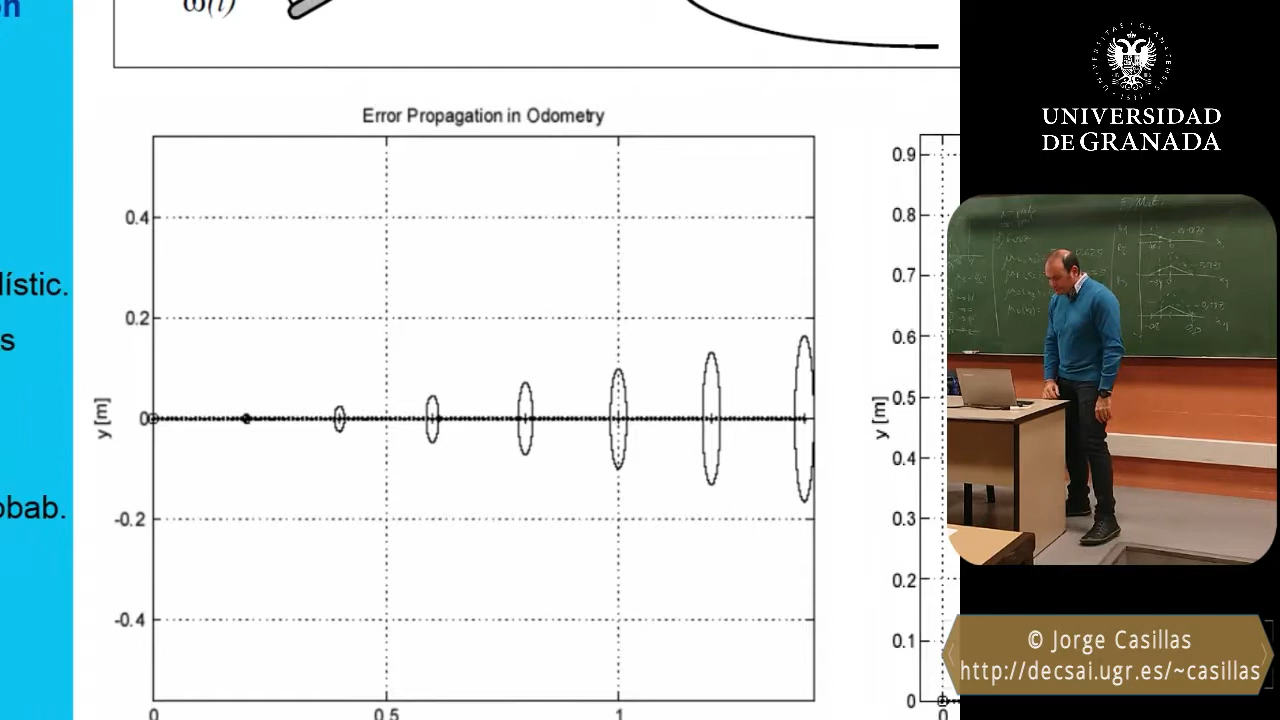 ón
ω(t)
lístic.
s
obab.
Error Propagation in Odometry
0.4
0.2
0
-0.2
-0.4
y [m]
0
0.5
1
0.9
0.8
0.7
0.6
0.5
0.4
0.3
0.2
0.1
0
y [m]
0
UNIVERSIDAD
DE GRANADA
© Jorge Casillas
http://decsai.ugr.es/~casillas